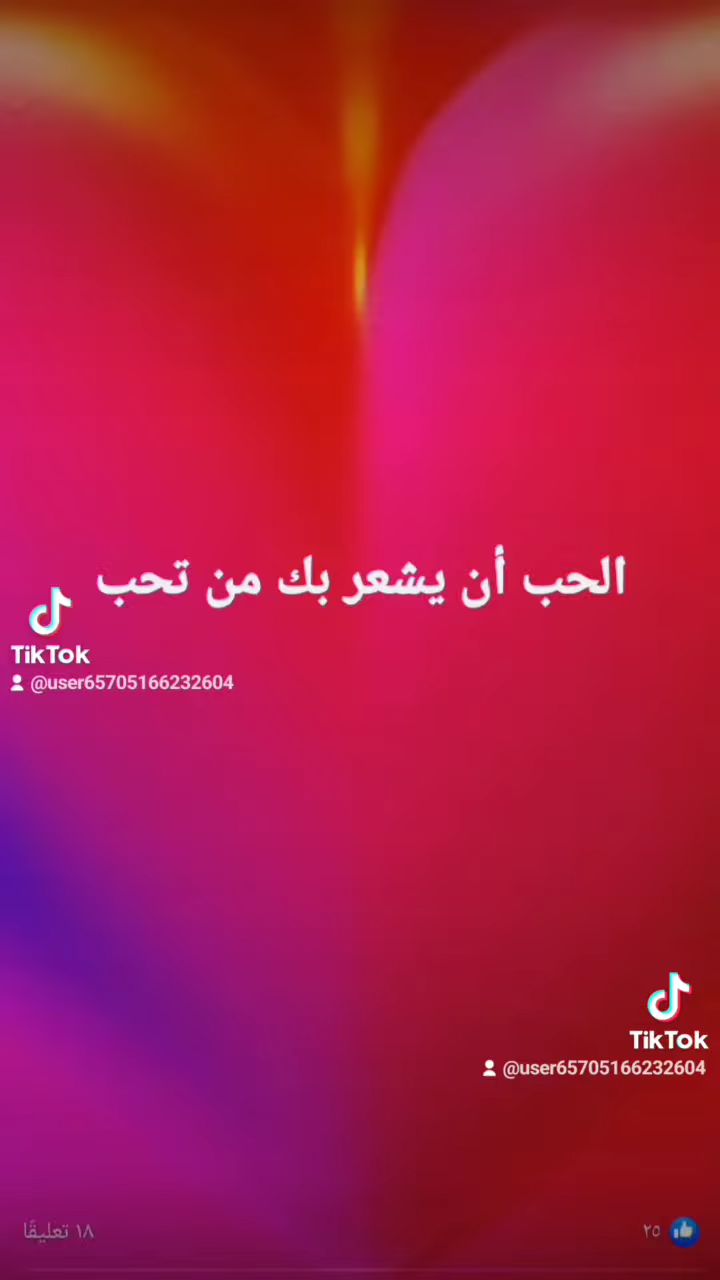 الحب أن يشعر بك من تحب
TikTok
@user65705166232604
TikTok
@user65705166232604
٢٥
١٨ تعليقًا